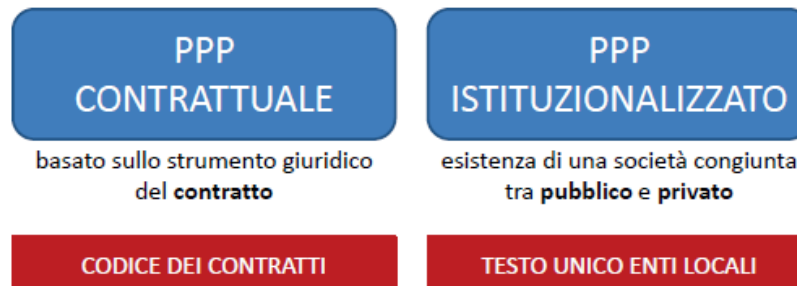 PPP
CONTRATTUALE
basato sullo strumento giuridico
del contratto
CODICE DEI CONTRATTI
PPP
ISTITUZIONALIZZATO
esistenza di una società congiunta
tra pubblico e privato
TESTO UNICO ENTI LOCALI